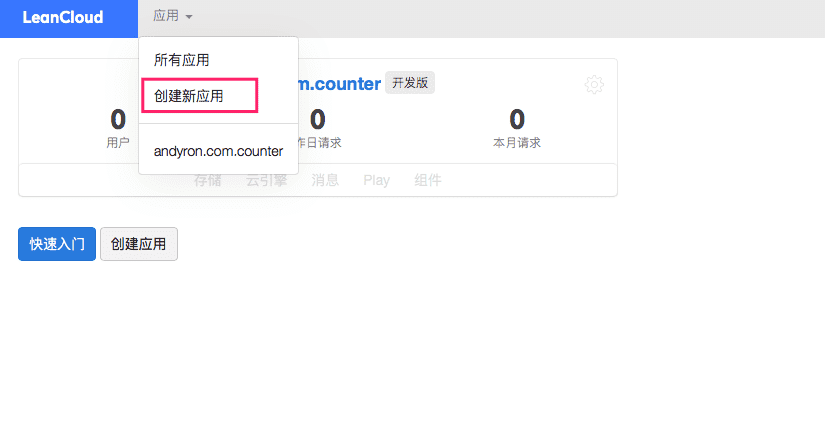 LeanCloud 应用
所有应用
创建新应用
andyron.com.counter
m.counter 开发版
0 0 0
用户 昨日请求 本月请求
存储 云引擎 消息 Play 组件
快速入门 创建应用